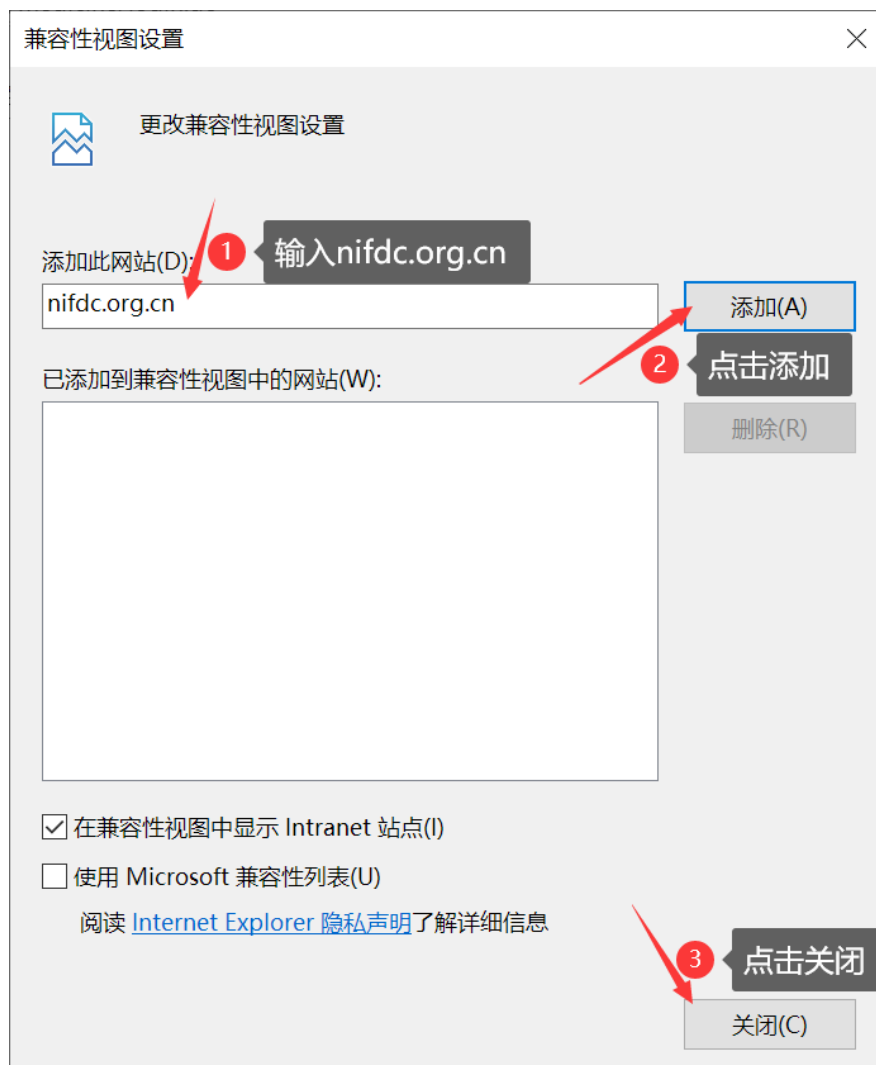 兼容性视图设置
更改兼容性视图设置
添加此网站(D):
1 输入nifdc.org.cn
nifdc.org.cn
添加(A)
2 点击添加
已添加到兼容性视图中的网站(W):
删除(R)
在兼容性视图中显示 Intranet 站点(I)
使用 Microsoft 兼容性列表(U)
阅读 Internet Explorer 隐私声明了解详细信息
3 点击关闭
关闭(C)